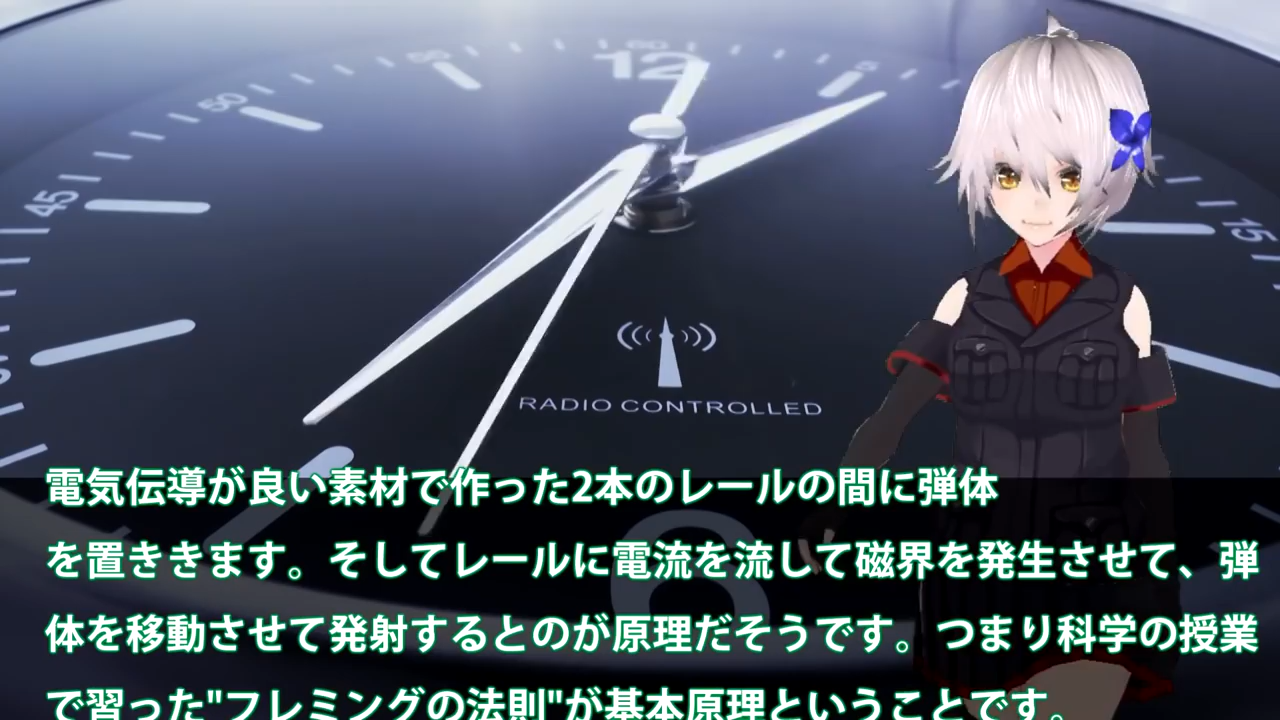 60
55
12
5
50
45
15
RADIO CONTROLLED
6
電気伝導が良い素材で作った2本のレールの間に弾体
を置ききます。そしてレールに電流を流して磁界を発生させて、弾
体を移動させて発射するとのが原理だそうです。つまり科学の授業
で習った"フレミングの法則"が基本原理ということです。